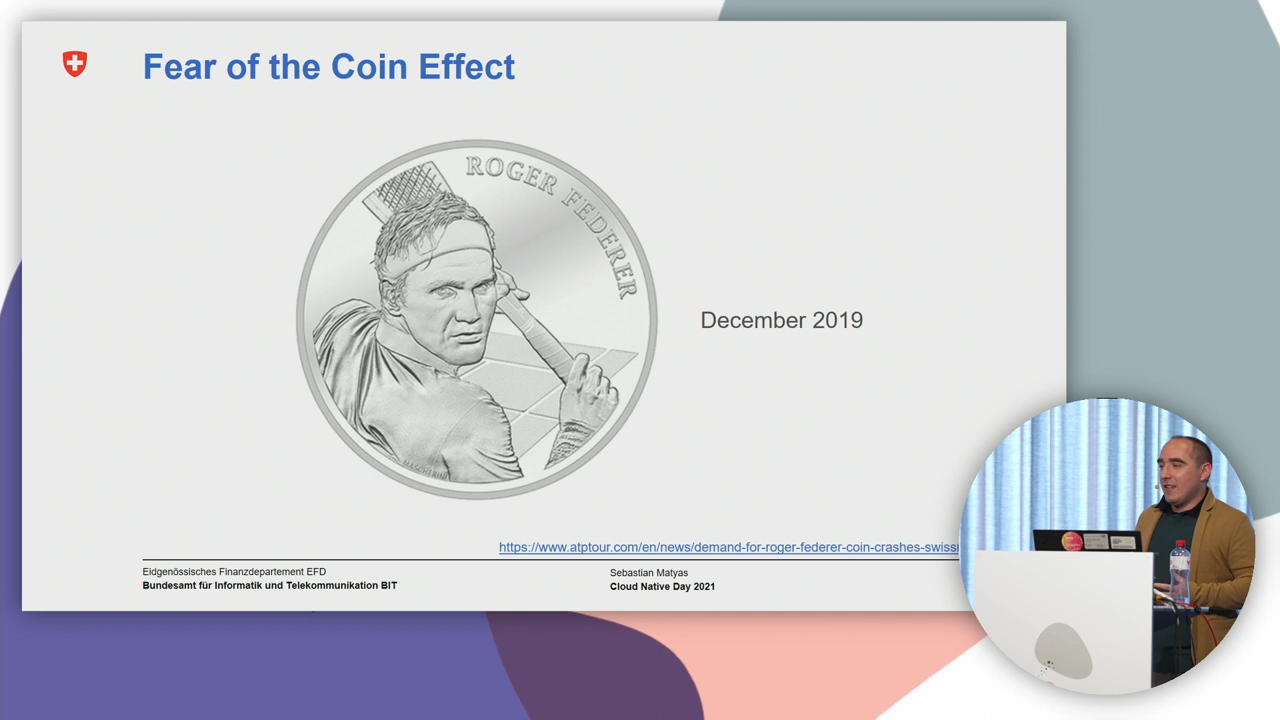 Fear of the Coin Effect
ROGER FEDERER
December 2019
https://www.atptour.com/en/news/demand-for-roger-federer-coin-crashes-swiss
Eidgenössisches Finanzdepartement EFD
Bundesamt für Informatik und Telekommunikation BIT
Sebastian Matyas
Cloud Native Day 2021